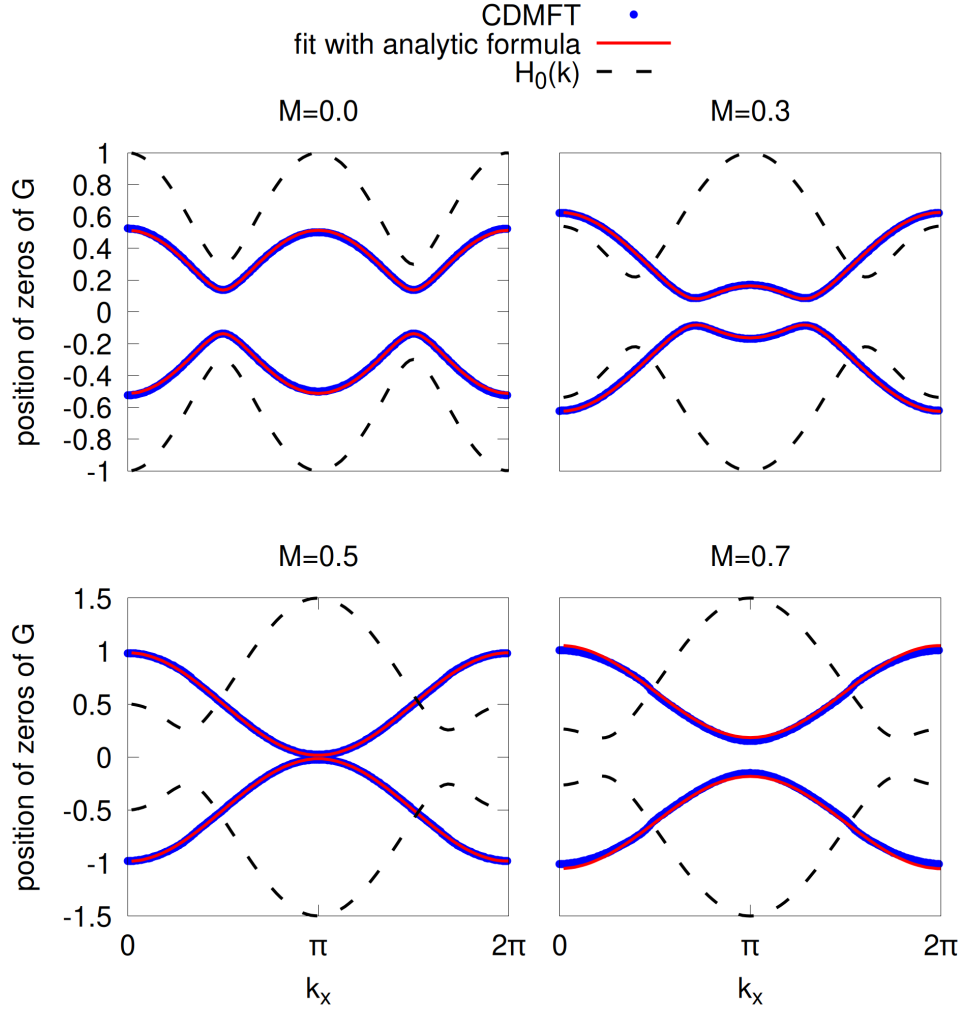 CDMFT
fit with analytic formula
H₀(k)
M=0.0
M=0.3
position of zeros of G
1
0.8
0.6
0.4
0.2
0
-0.2
-0.4
-0.6
-0.8
-1
M=0.5
M=0.7
position of zeros of G
1.5
1
0.5
0
-0.5
-1
-1.5
0
π
2π
0
π
2π
kₓ
kₓ